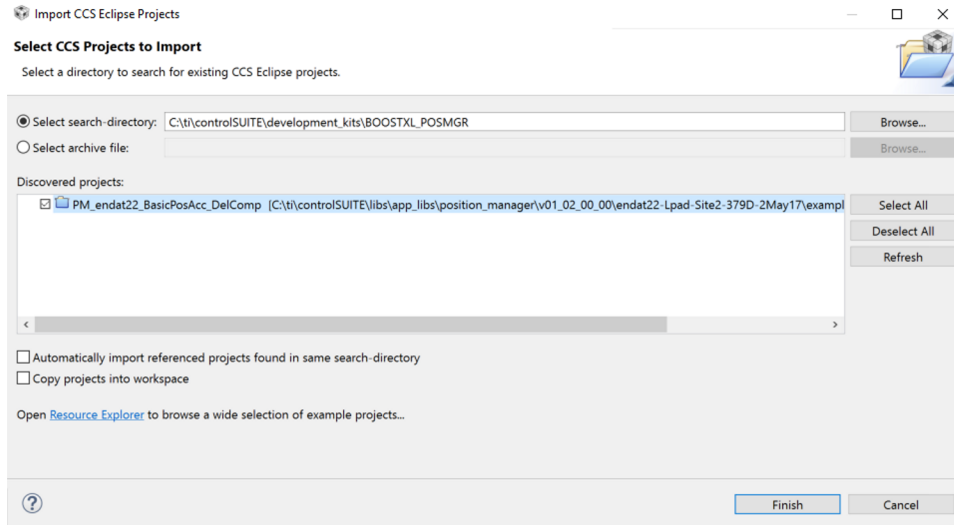 Import CCS Eclipse Projects
Select CCS Projects to Import
Select a directory to search for existing CCS Eclipse projects.
Select search-directory: C:\ti\controlSUITE\development_kits\BOOSTXL_POSMGR Browse...
Select archive file: Browse...
Discovered projects:
PM_endat22_BasicPosAcc_DelComp [C:\ti\controlSUITE\libs\app_libs\position_manager\v01_02_00_00\endat22-Lpad-Site2-379D-2May17\exampl Select All
Deselect All
Refresh
Automatically import referenced projects found in same search-directory
Copy projects into workspace
Open Resource Explorer to browse a wide selection of example projects...
? Finish Cancel